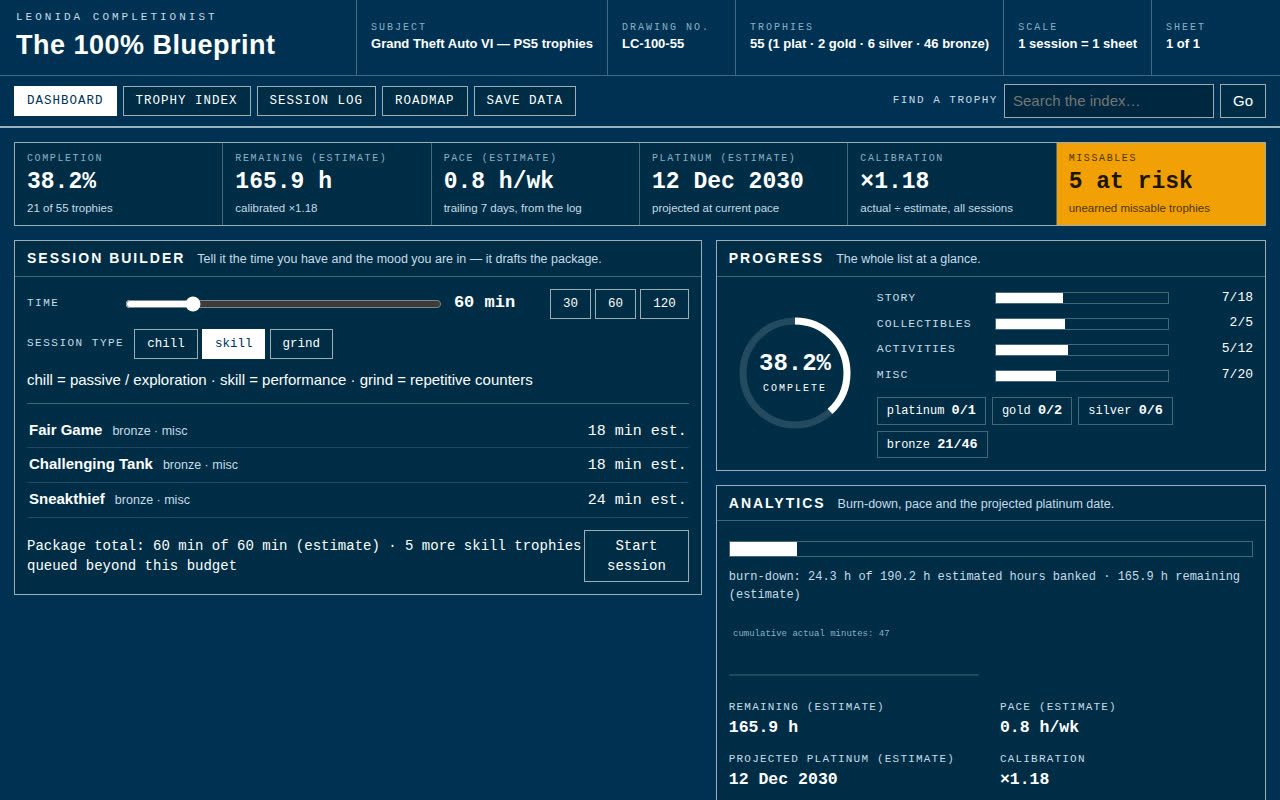 LEONIDA COMPLETIONIST
The 100% Blueprint
SUBJECT
Grand Theft Auto VI — PS5 trophies
DRAWING NO.
LC-100-55
TROPHIES
55 (1 plat · 2 gold · 6 silver · 46 bronze)
SCALE
1 session = 1 sheet
SHEET
1 of 1
DASHBOARD
TROPHY INDEX
SESSION LOG
ROADMAP
SAVE DATA
FIND A TROPHY
Search the index…
Go
COMPLETION
38.2%
21 of 55 trophies
REMAINING (ESTIMATE)
165.9 h
calibrated ×1.18
PACE (ESTIMATE)
0.8 h/wk
trailing 7 days, from the log
PLATINUM (ESTIMATE)
12 Dec 2030
projected at current pace
CALIBRATION
×1.18
actual ÷ estimate, all sessions
MISSABLES
5 at risk
unearned missable trophies
SESSION BUILDER Tell it the time you have and the mood you are in — it drafts the package.
TIME
60 min
30
60
120
SESSION TYPE
chill
skill
grind
chill = passive / exploration · skill = performance · grind = repetitive counters
Fair Game bronze · misc 18 min est.
Challenging Tank bronze · misc 18 min est.
Sneakthief bronze · misc 24 min est.
Package total: 60 min of 60 min (estimate) · 5 more skill trophies
queued beyond this budget
Start
session
PROGRESS The whole list at a glance.
38.2%
COMPLETE
STORY 7/18
COLLECTIBLES 2/5
ACTIVITIES 5/12
MISC 7/20
platinum 0/1
gold 0/2
silver 0/6
bronze 21/46
ANALYTICS Burn-down, pace and the projected platinum date.
burn-down: 24.3 h of 190.2 h estimated hours banked · 165.9 h remaining
(estimate)
cumulative actual minutes: 47
REMAINING (ESTIMATE)
165.9 h
PACE (ESTIMATE)
0.8 h/wk
PROJECTED PLATINUM (ESTIMATE)
12 Dec 2030
CALIBRATION
×1.18